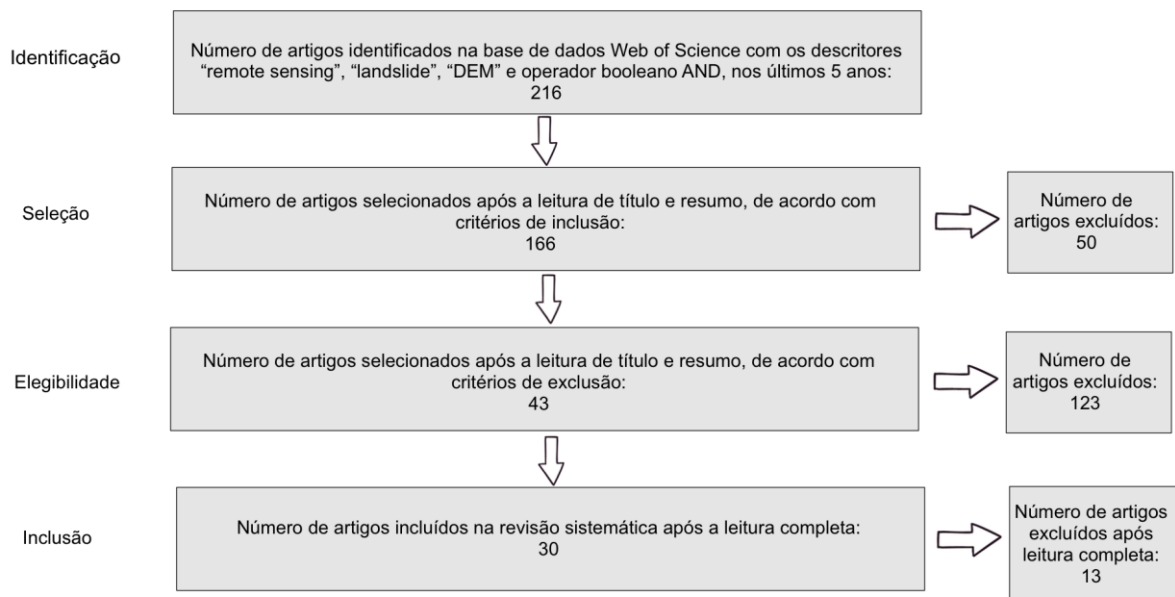 Identificação
Número de artigos identificados na base de dados Web of Science com os descritores
“remote sensing”, “landslide”, “DEM” e operador booleano AND, nos últimos 5 anos:
216
Seleção
Número de artigos selecionados após a leitura de título e resumo, de acordo com
critérios de inclusão:
166
Número de
artigos excluídos:
50
Elegibilidade
Número de artigos selecionados após a leitura de título e resumo, de acordo com
critérios de exclusão:
43
Número de
artigos excluídos:
123
Inclusão
Número de artigos incluídos na revisão sistemática após a leitura completa:
30
Número de artigos
excluídos após
leitura completa:
13